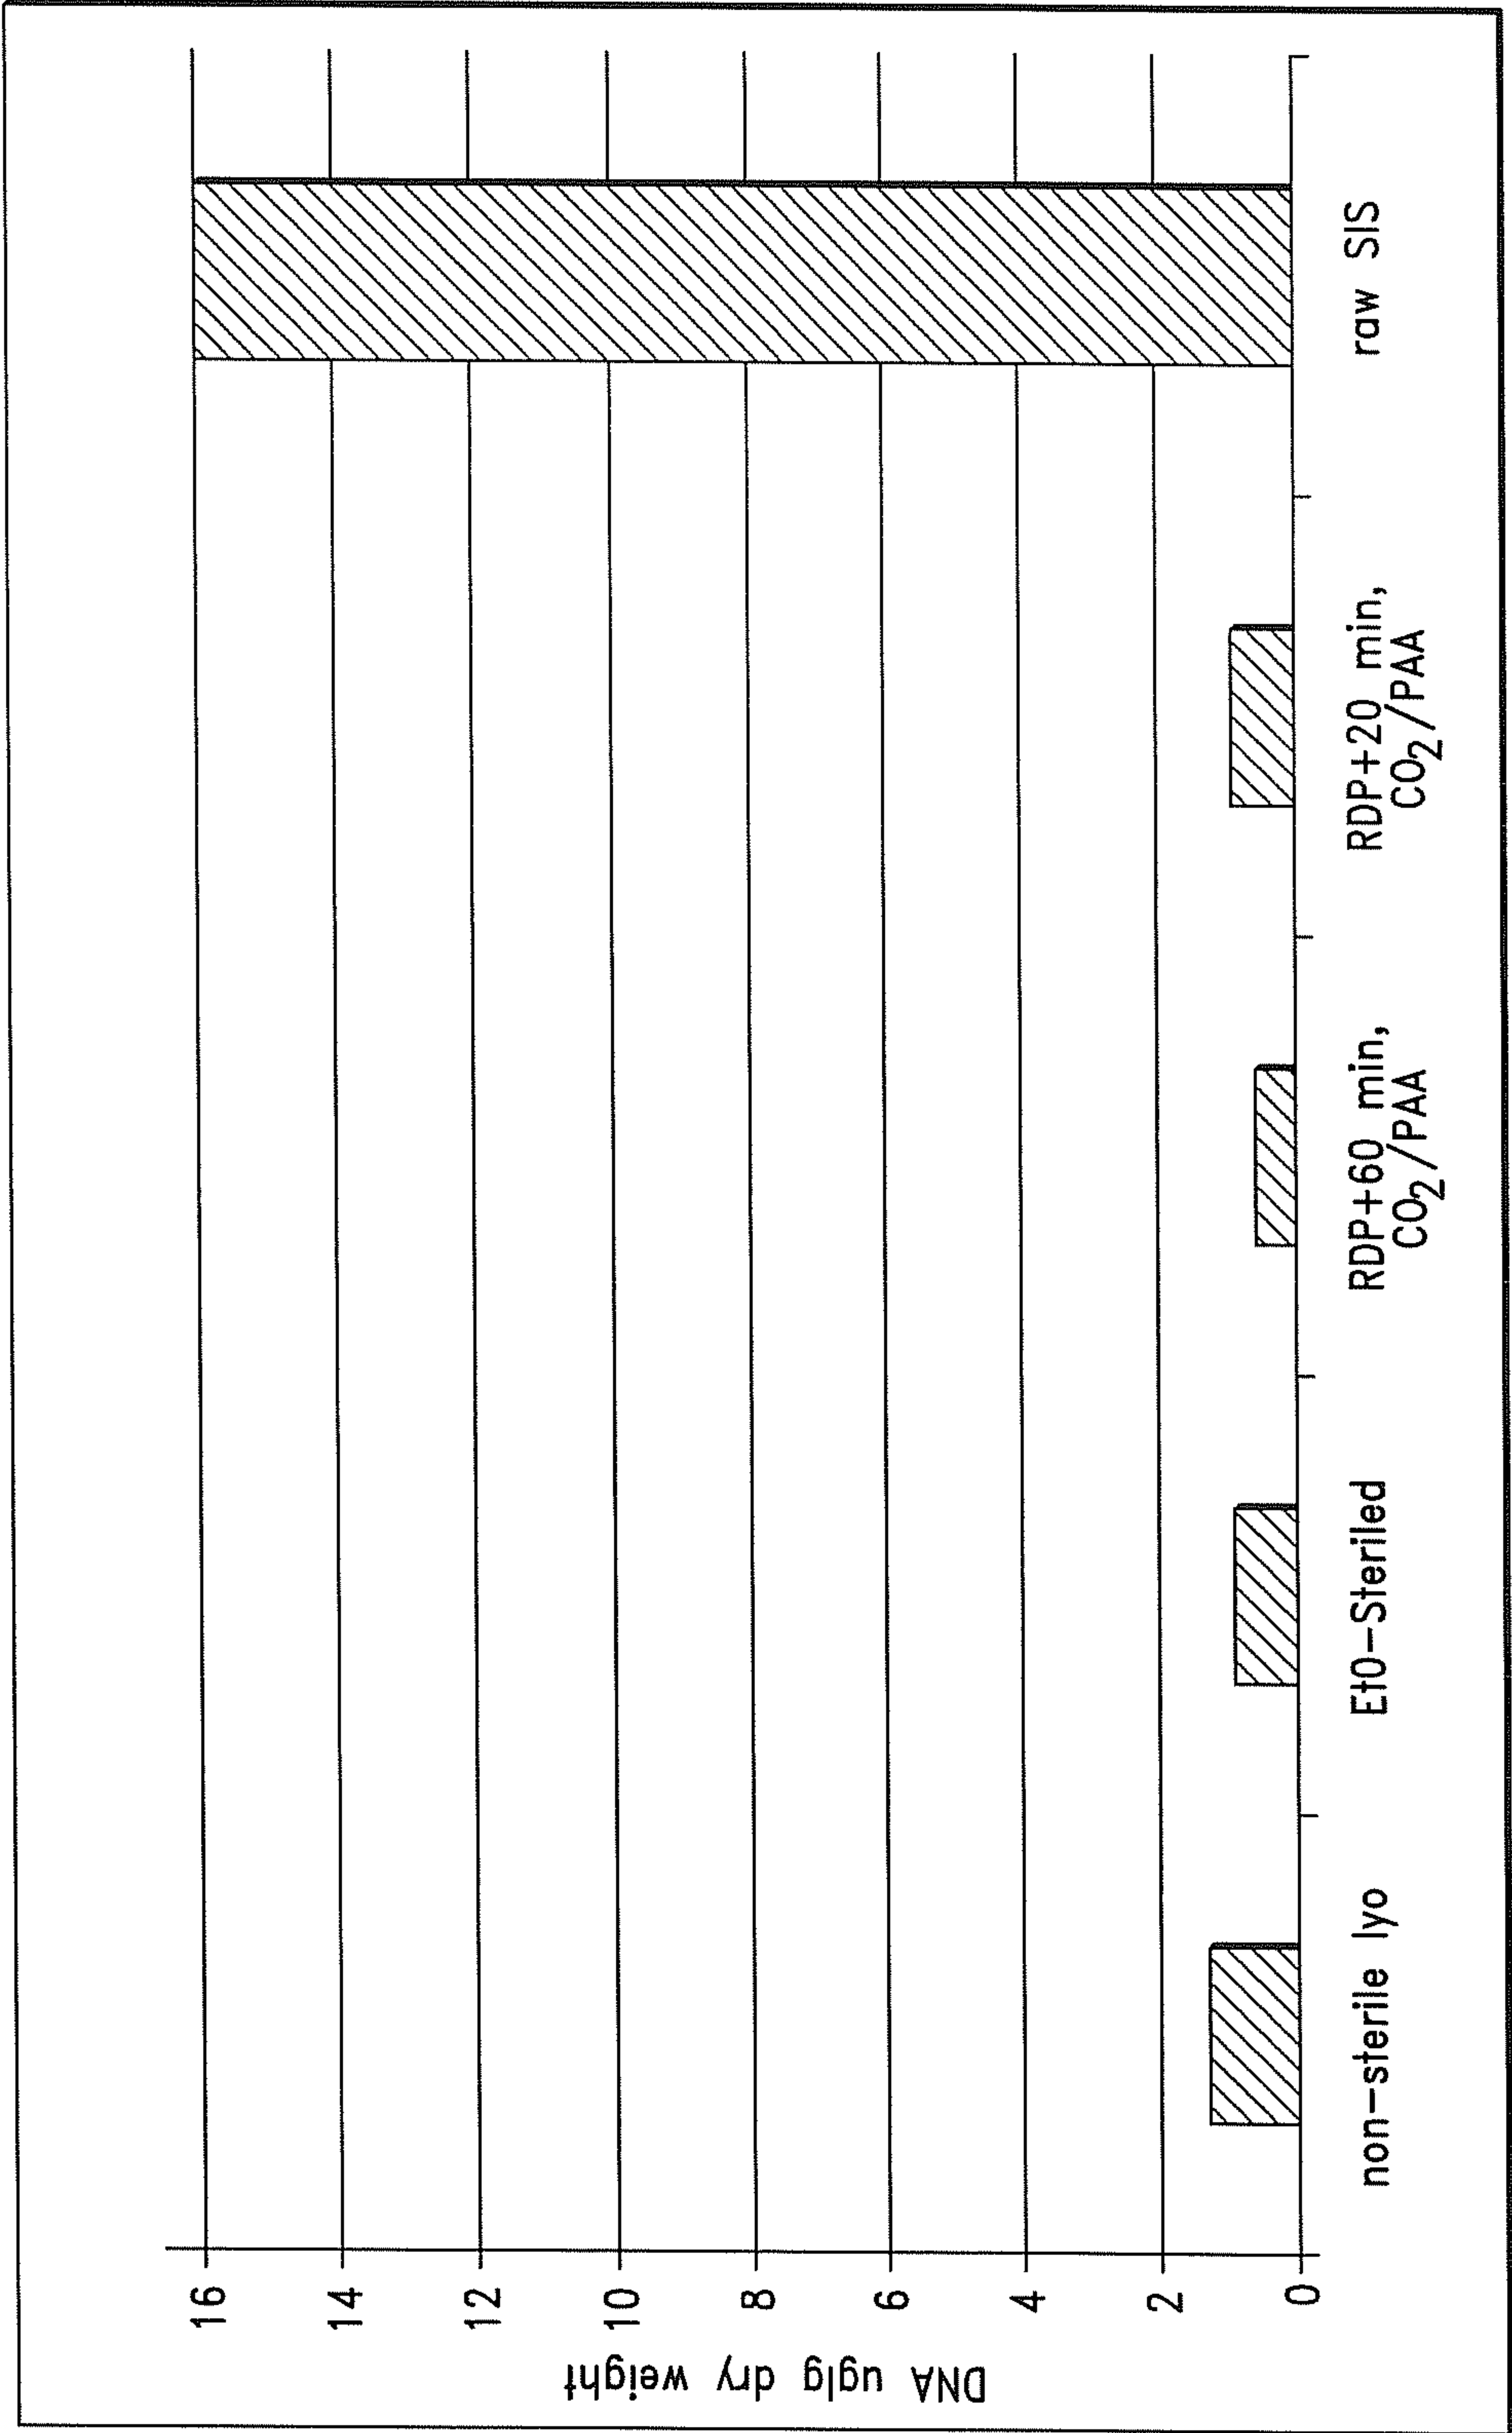 DNA uglg dry weight
16
14
12
10
8
6
4
2
0
non-sterile lyo
EtO-Steriled
RDP+60 min,
CO2/PAA
RDP+20 min,
CO2/PAA
raw SIS